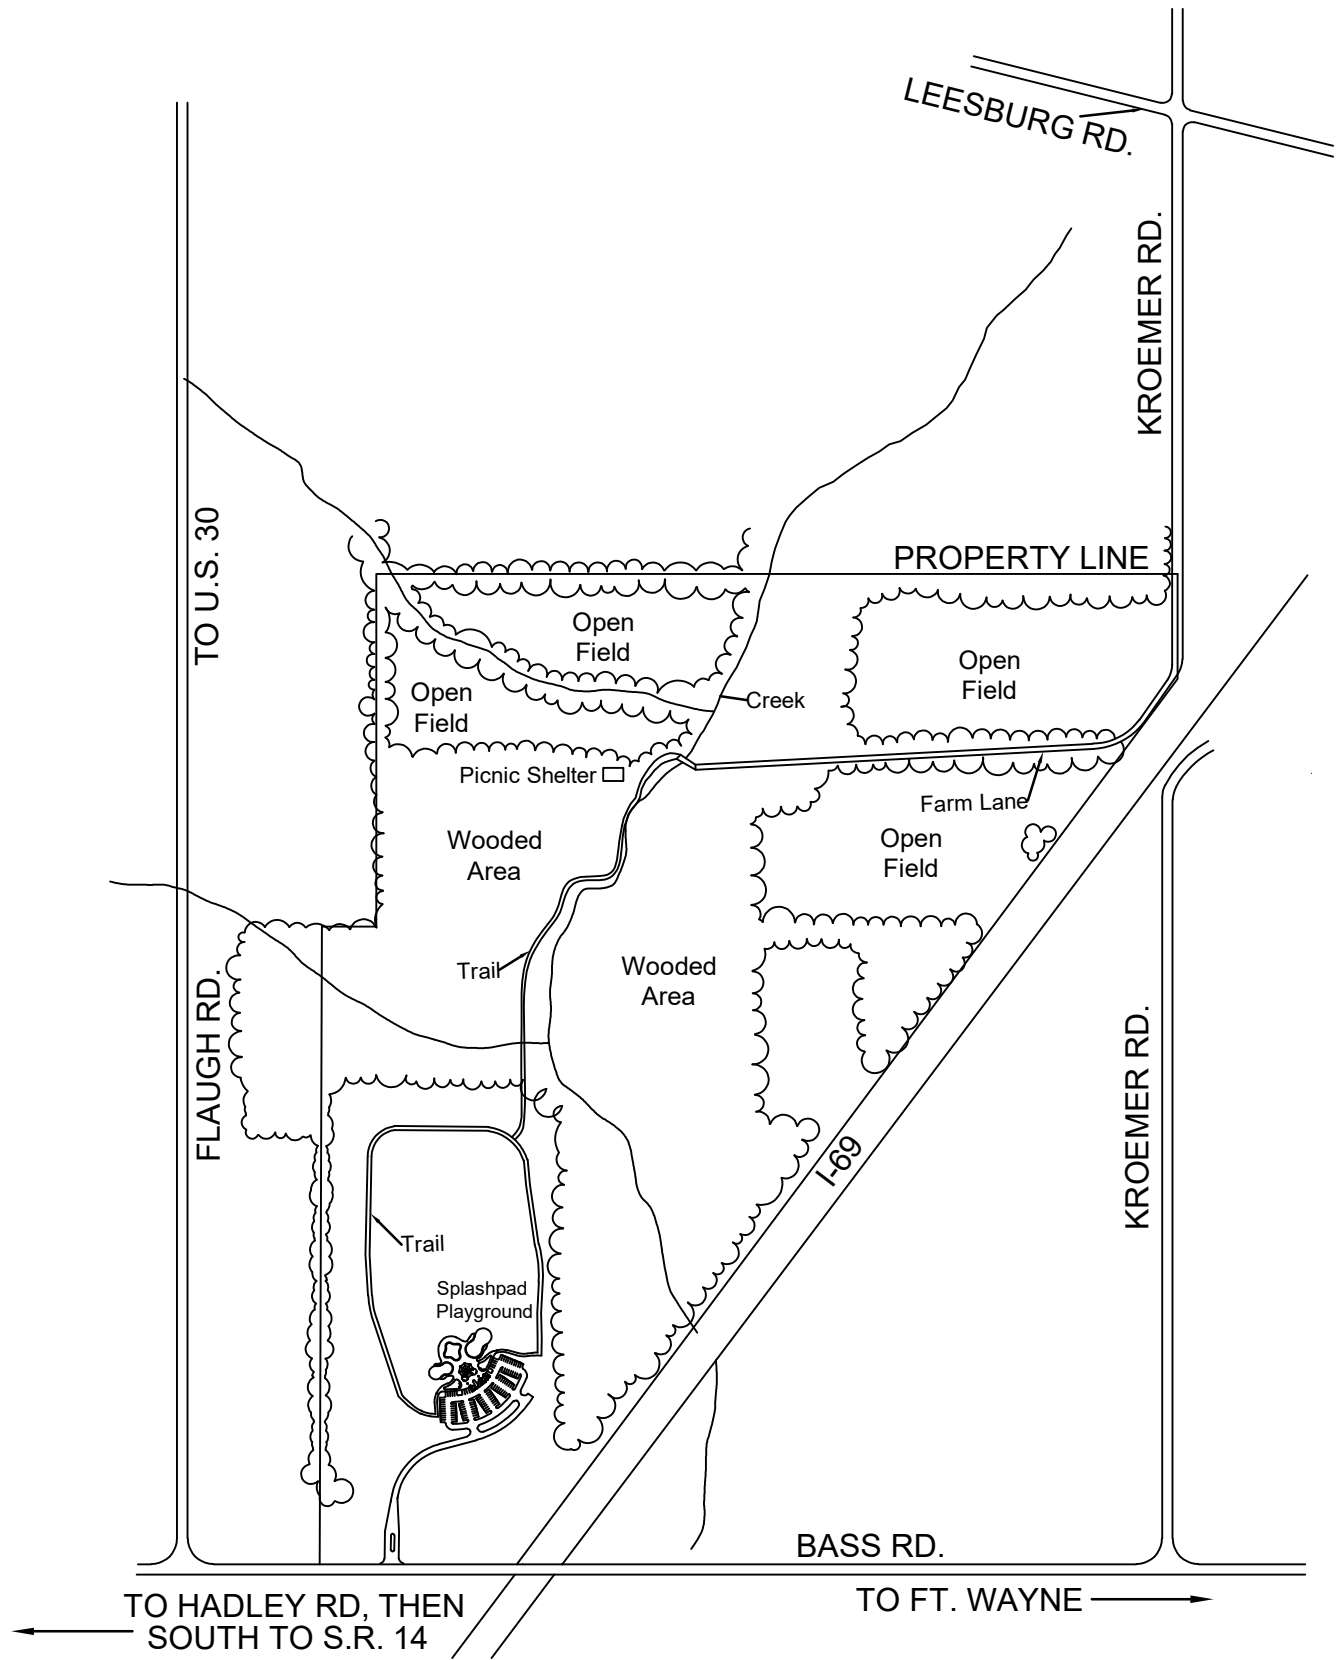 LEESBURG RD.
KROEMER RD.
TO U.S. 30
PROPERTY LINE
Open
Field
Open
Field
Open
Field
Creek
Picnic Shelter
Farm Lane
Wooded
Area
Open
Field
Trail
Wooded
Area
FLAUGH RD.
KROEMER RD.
I-69
Trail
Splashpad
Playground
BASS RD.
TO HADLEY RD, THEN
SOUTH TO S.R. 14
TO FT. WAYNE